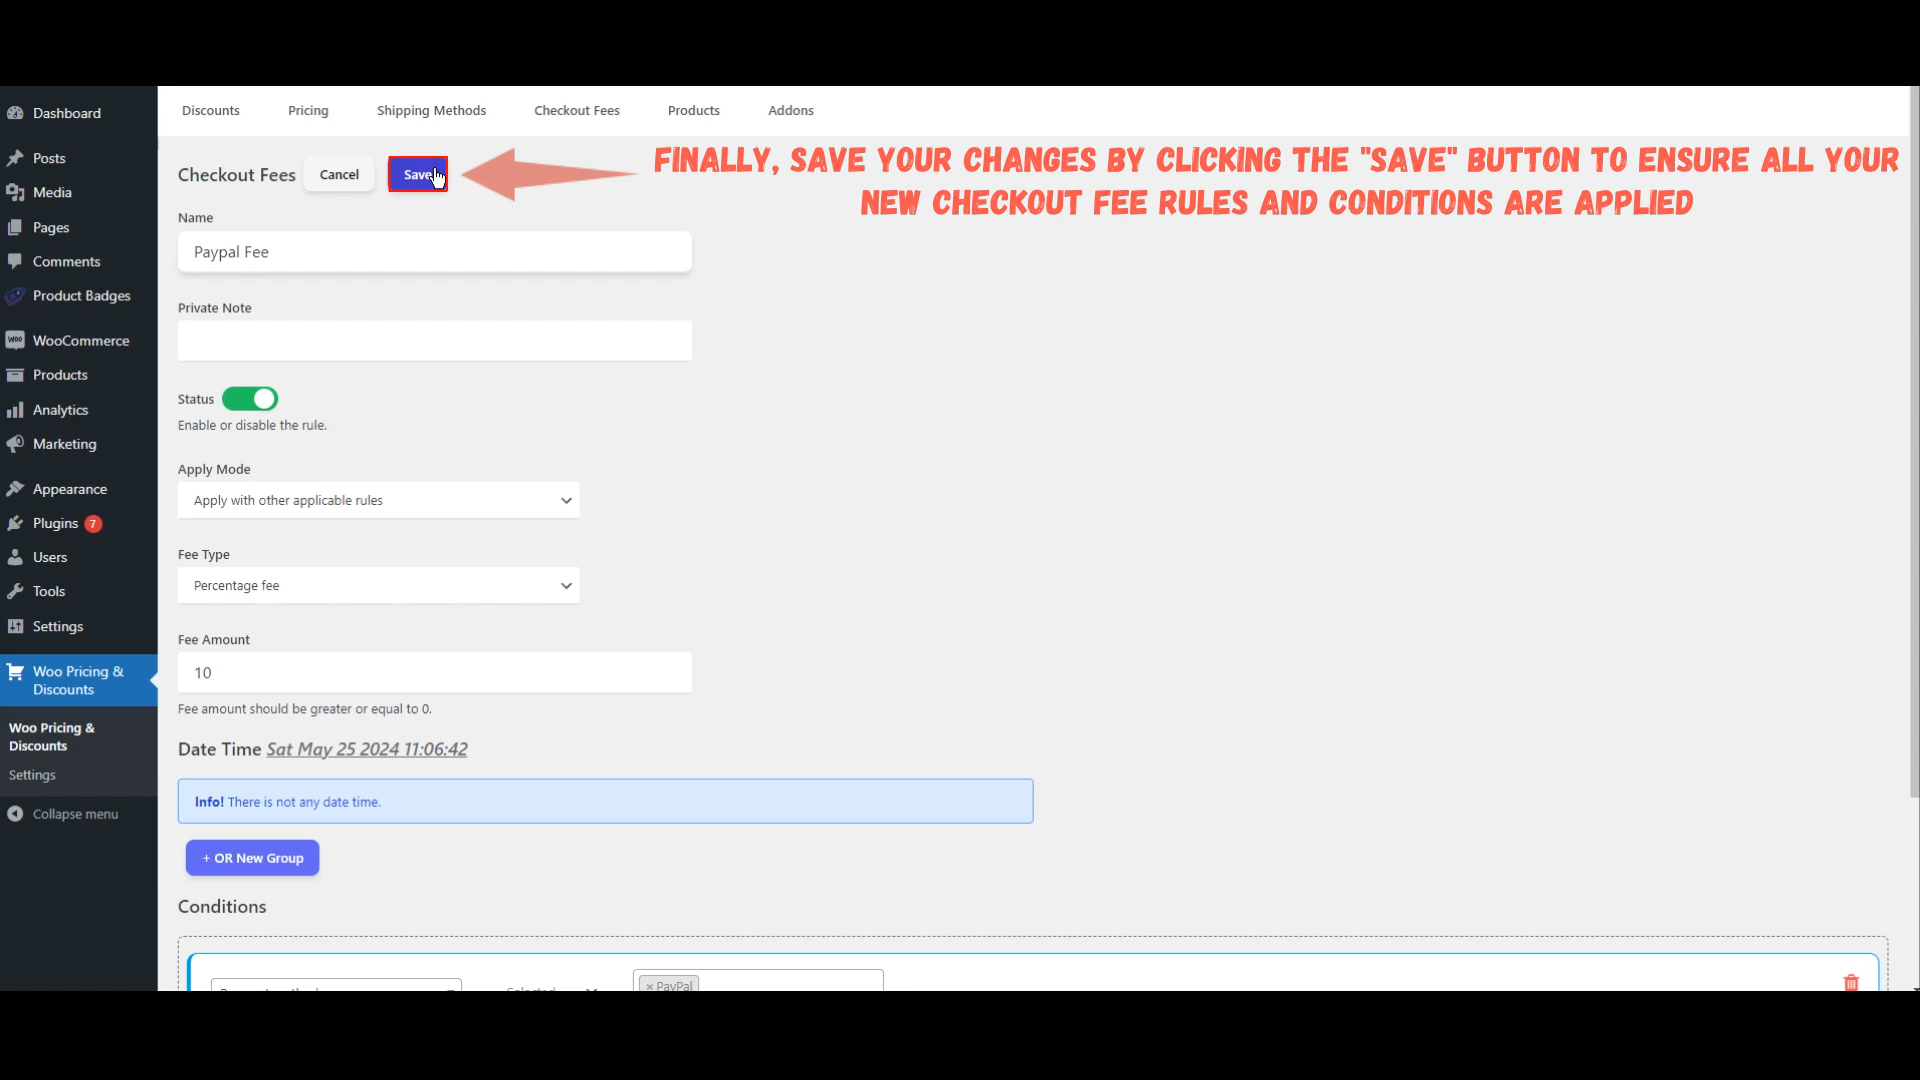 Discounts
Pricing
Shipping Methods
Checkout Fees
Products
Addons
Dashboard
Posts
Media
Pages
Comments
Product Badges
WooCommerce
Products
Analytics
Marketing
Appearance
Plugins 7
Users
Tools
Settings
Woo Pricing &
Discounts
Woo Pricing &
Discounts
Settings
Collapse menu
Checkout Fees
Cancel
Save
FINALLY, SAVE YOUR CHANGES BY CLICKING THE "SAVE" BUTTON TO ENSURE ALL YOUR
NEW CHECKOUT FEE RULES AND CONDITIONS ARE APPLIED
Name
Paypal Fee
Private Note
Status
Enable or disable the rule.
Apply Mode
Apply with other applicable rules
Fee Type
Percentage fee
Fee Amount
10
Fee amount should be greater or equal to 0.
Date Time Sat May 25 2024 11:06:42
Info! There is not any date time.
+ OR New Group
Conditions
Selected
× PayPal